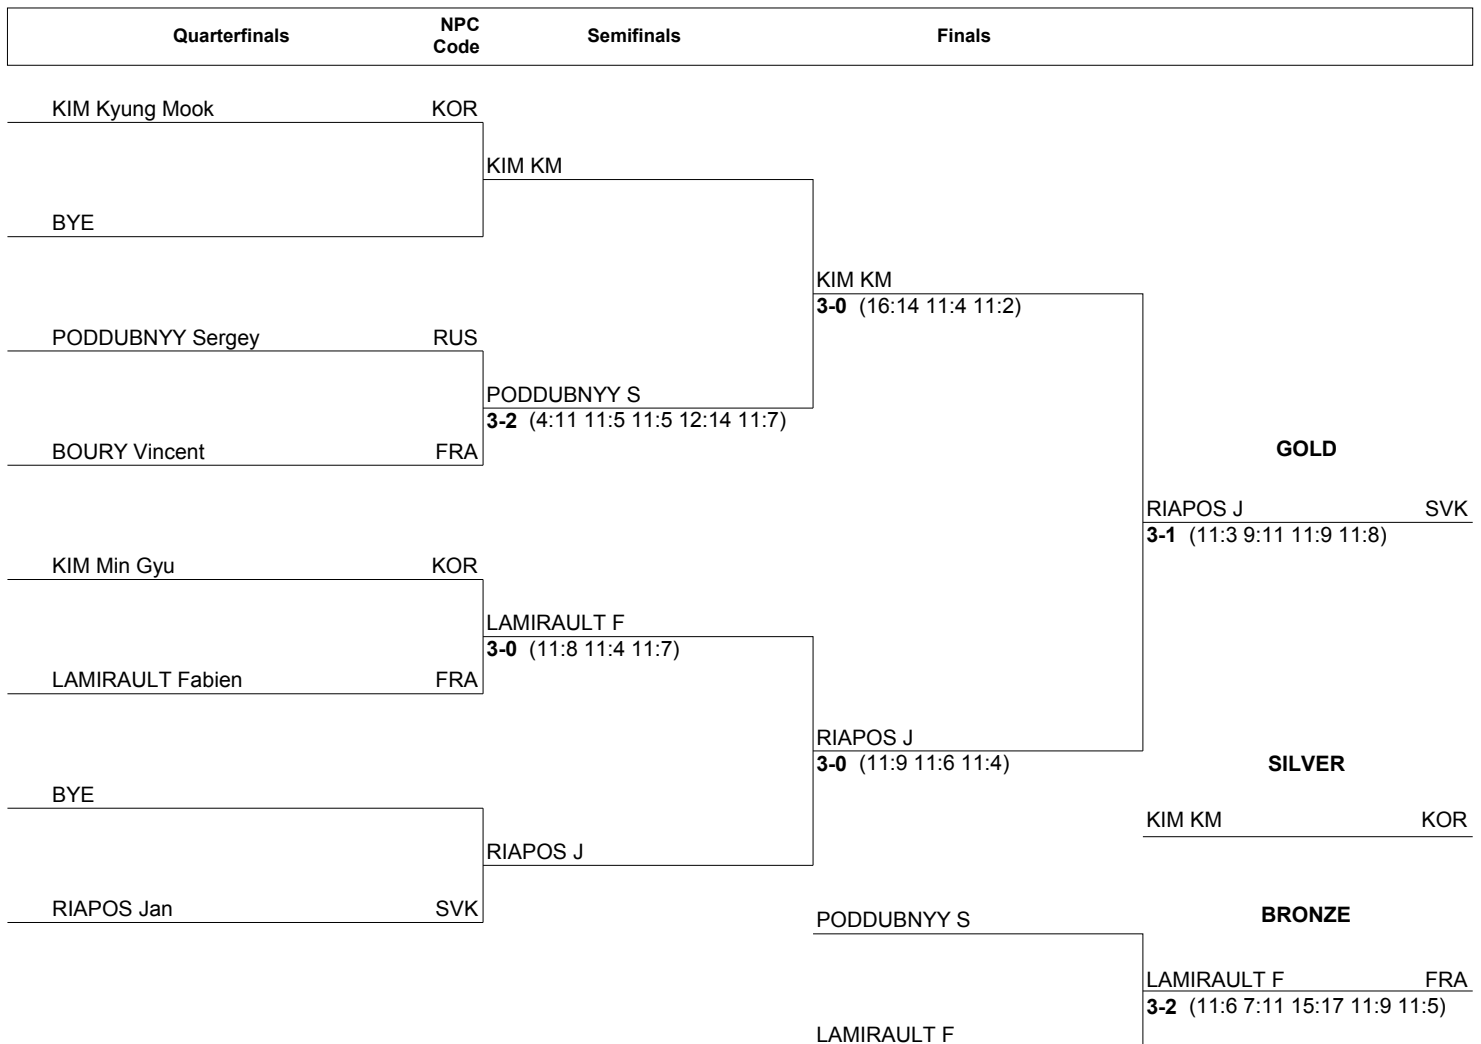 Quarterfinals NPC Code Semifinals Finals
KIM Kyung Mook KOR
KIM KM
BYE
KIM KM
3-0 (16:14 11:4 11:2)
PODDUBNYY Sergey RUS
PODDUBNYY S
3-2 (4:11 11:5 11:5 12:14 11:7)
BOURY Vincent FRA
GOLD
RIAPOS J SVK
3-1 (11:3 9:11 11:9 11:8)
KIM Min Gyu KOR
LAMIRAULT F
3-0 (11:8 11:4 11:7)
LAMIRAULT Fabien FRA
RIAPOS J
3-0 (11:9 11:6 11:4)
SILVER
BYE
KIM KM KOR
RIAPOS J
RIAPOS Jan SVK
PODDUBNYY S
BRONZE
LAMIRAULT F FRA
3-2 (11:6 7:11 15:17 11:9 11:5)
LAMIRAULT F